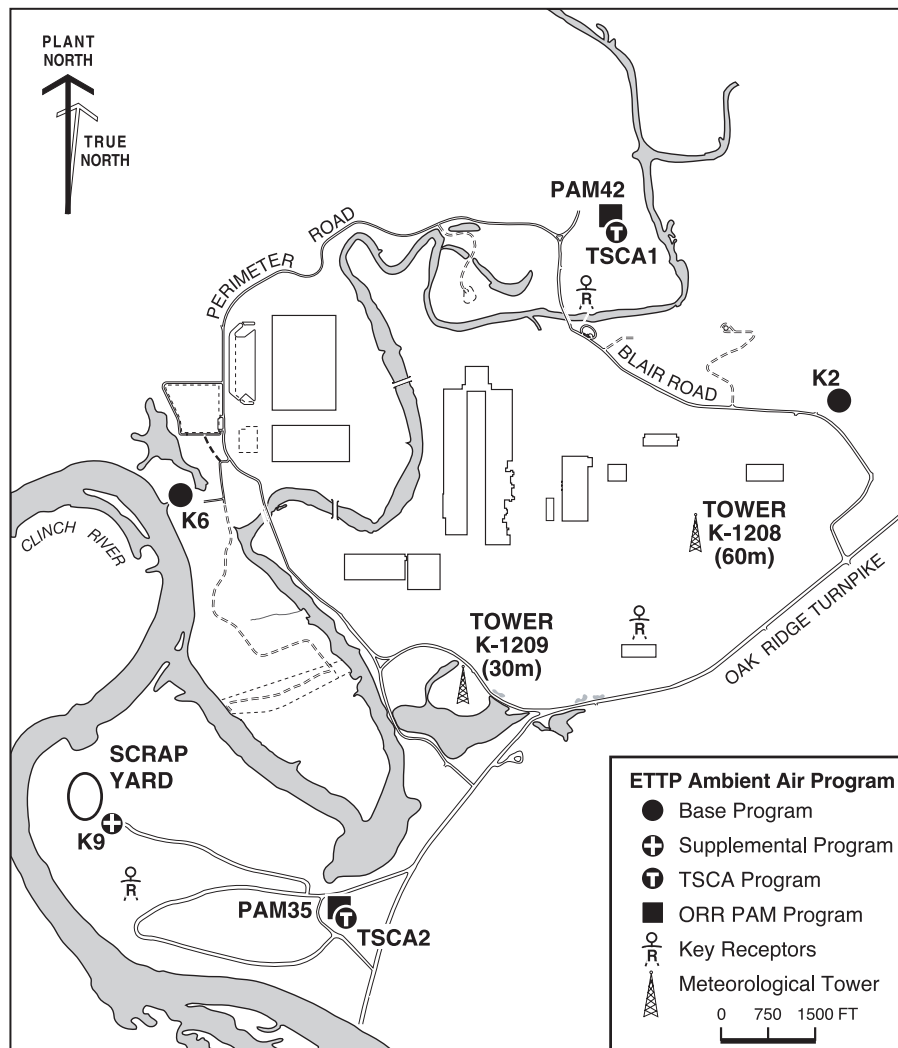 PLANT
NORTH
TRUE
NORTH
PAM42
T
TSCA1
PERIMETER ROAD
R
BLAIR ROAD
K2
K6
CLINCH RIVER
TOWER
K-1208
(60m)
OAK RIDGE TURNPIKE
R
TOWER
K-1209
(30m)
SCRAP
YARD
K9
R
PAM35
T
TSCA2
ETTP Ambient Air Program
Base Program
Supplemental Program
T TSCA Program
ORR PAM Program
R Key Receptors
Meteorological Tower
0 750 1500 FT